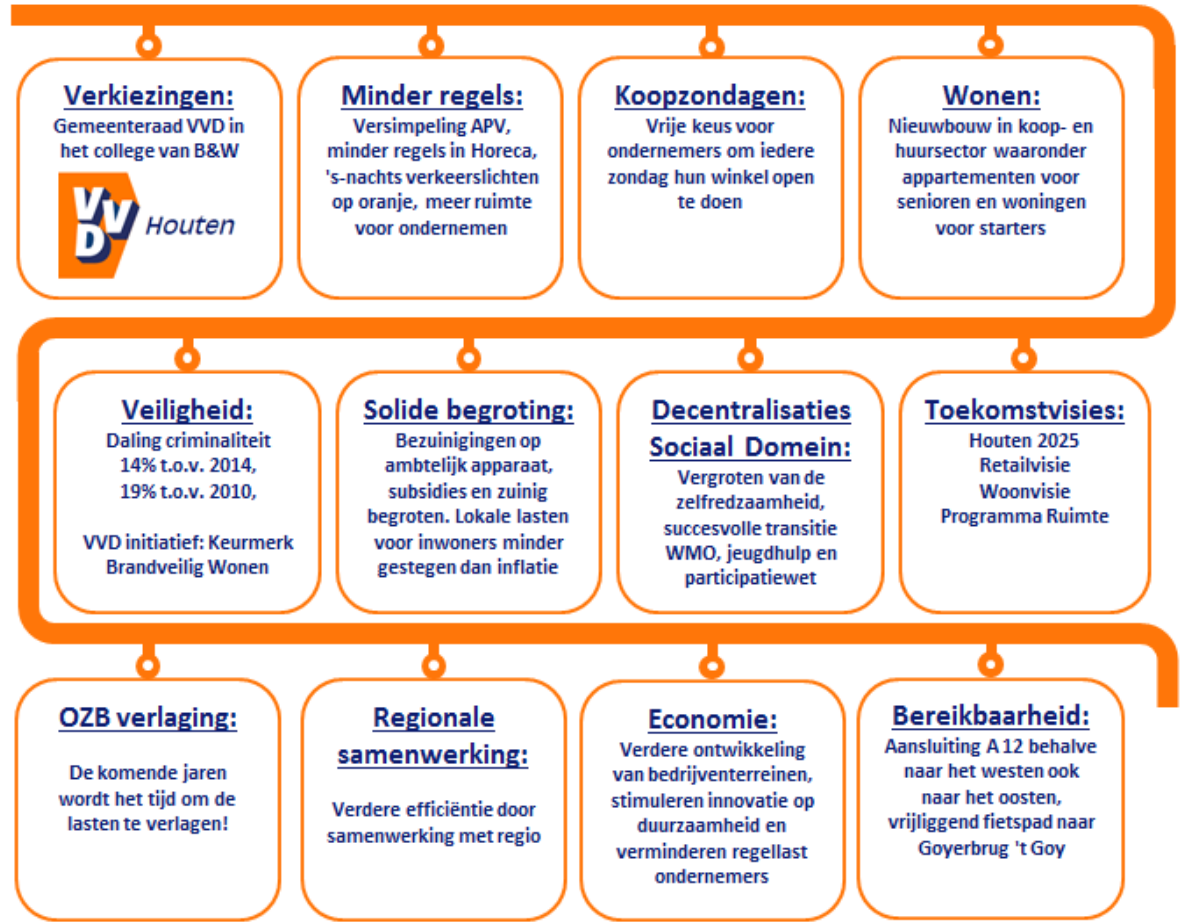 Verkiezingen:
Gemeenteraad VVD in
het college van B&W
VVD
Houten
Minder regels:
Versimpeling APV,
minder regels in Horeca,
's-nachts verkeerslichten
op oranje, meer ruimte
voor ondernemen
Koopzondagen:
Vrije keus voor
ondernemers om iedere
zondag hun winkel open
te doen
Wonen:
Nieuwbouw in koop- en
huursector waaronder
appartementen voor
senioren en woningen
voor starters
Veiligheid:
Daling criminaliteit
14% t.o.v. 2014,
19% t.o.v. 2010,
VVD initiatief: Keurmerk
Brandveilig Wonen
Solide begroting:
Bezuinigingen op
ambtelijk apparaat,
subsidies en zuinig
begroten. Lokale lasten
voor inwoners minder
gestegen dan inflatie
Decentralisaties
Sociaal Domein:
Vergroten van de
zelfredzaamheid,
succesvolle transitie
WMO, jeugdhulp en
participatiewet
Toekomstvisies:
Houten 2025
Retailvisie
Woonvisie
Programma Ruimte
OZB verlaging:
De komende jaren
wordt het tijd om de
lasten te verlagen!
Regionale
samenwerking:
Verdere efficiëntie door
samenwerking met regio
Economie:
Verdere ontwikkeling
van bedrijventerreinen,
stimuleren innovatie op
duurzaamheid en
verminderen regellast
ondernemers
Bereikbaarheid:
Aansluiting A 12 behalve
naar het westen ook
naar het oosten,
vrijliggend fietspad naar
Goyerbrug 't Goy